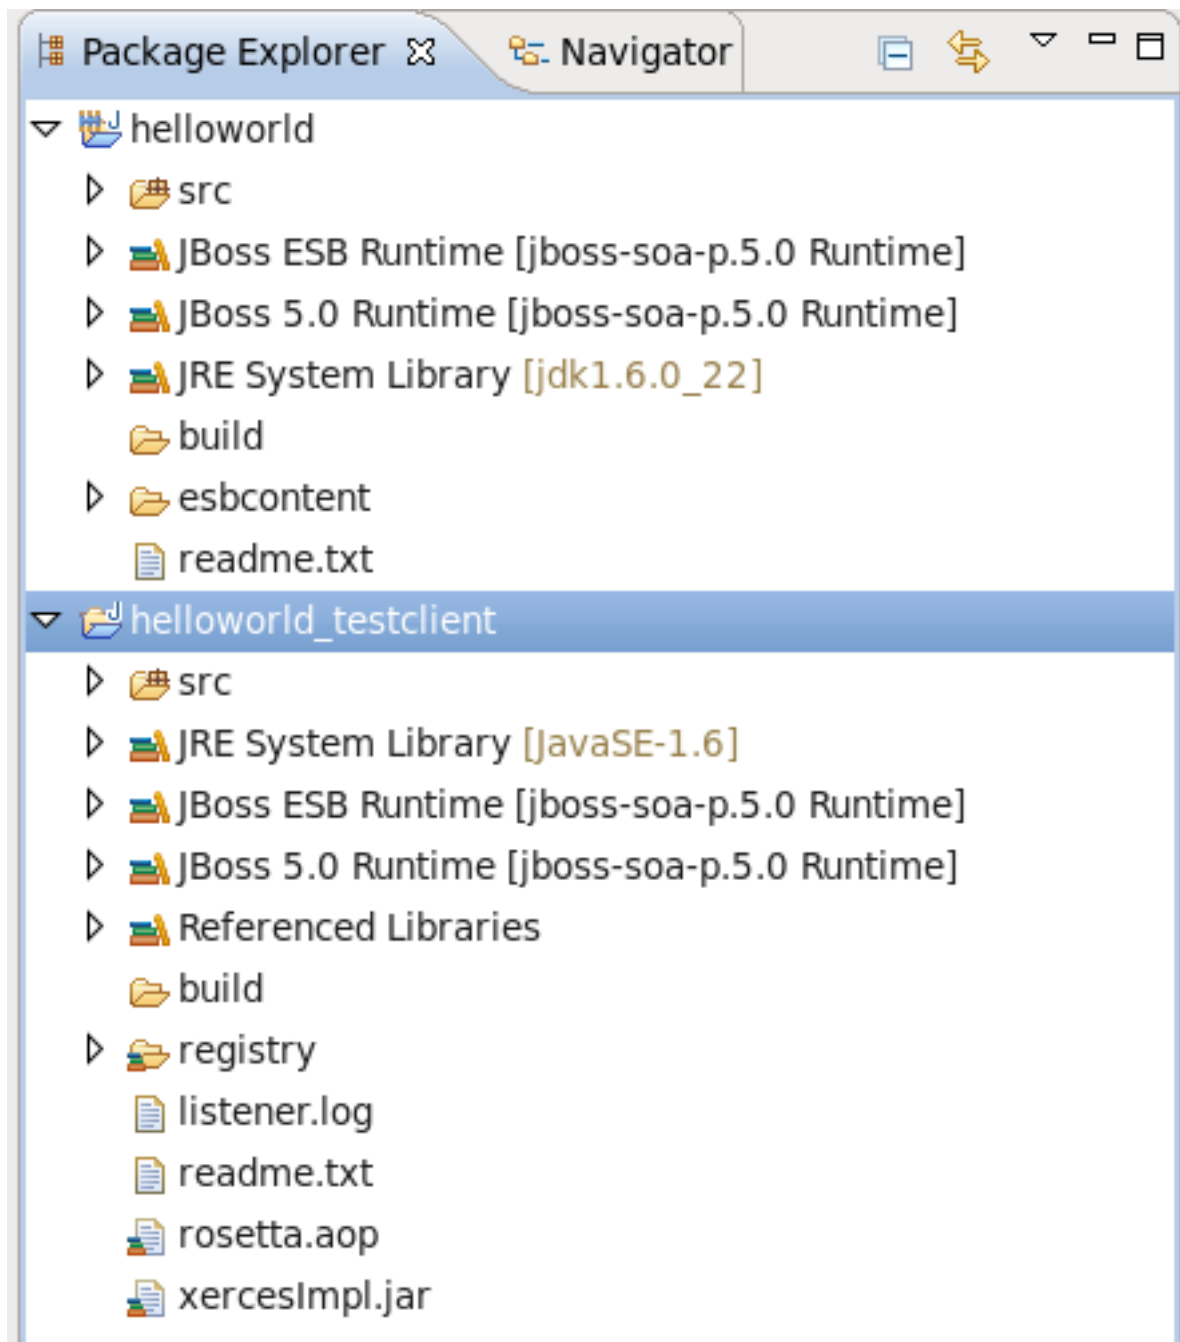 Package Explorer Navigator
helloworld
src
JBoss ESB Runtime [jboss-soa-p.5.0 Runtime]
JBoss 5.0 Runtime [jboss-soa-p.5.0 Runtime]
JRE System Library [jdk1.6.0_22]
build
esbcontent
readme.txt
helloworld_testclient
src
JRE System Library [JavaSE-1.6]
JBoss ESB Runtime [jboss-soa-p.5.0 Runtime]
JBoss 5.0 Runtime [jboss-soa-p.5.0 Runtime]
Referenced Libraries
build
registry
listener.log
readme.txt
rosetta.aop
xercesImpl.jar